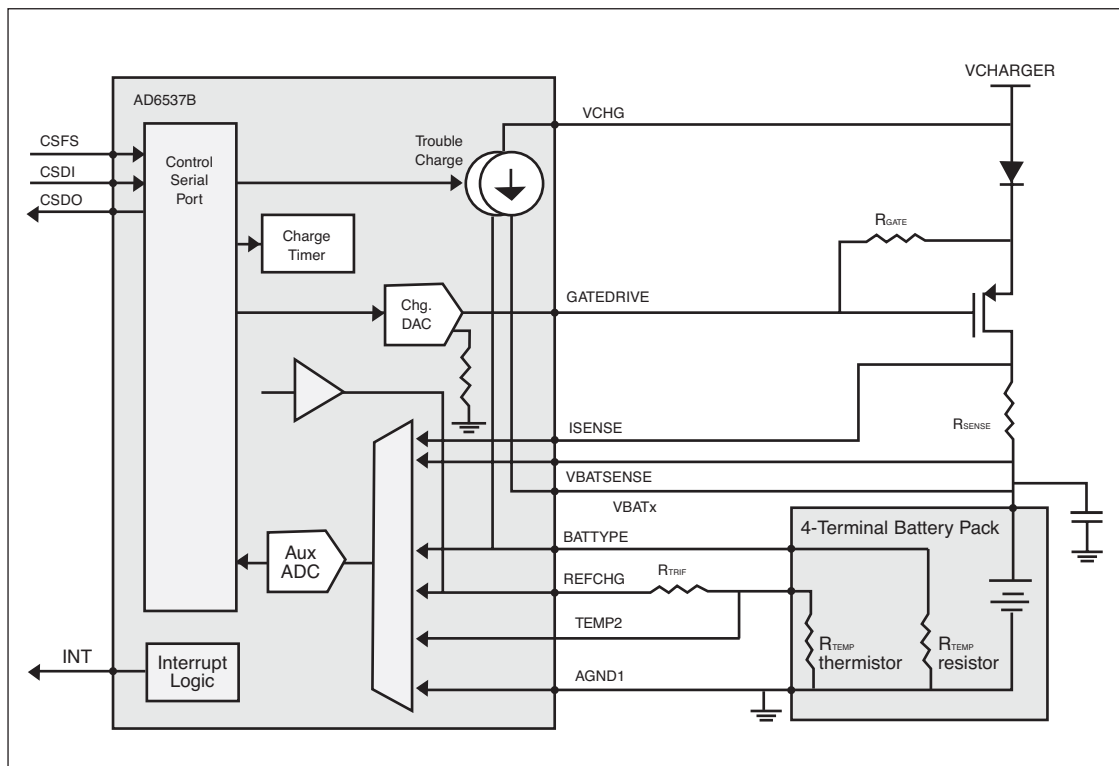 VCHARGER
AD6537B
VCHG
CSFS
CSDI
CSDO
Control
Serial
Port
Trouble
Charge
Charge
Timer
RGATE
Chg.
DAC
GATEDRIVE
ISENSE
RSENSE
VBATSENSE
VBATx
4-Terminal Battery Pack
BATTYPE
Aux
ADC
REFCHG
RTRIF
TEMP2
RTEMP
thermistor
RTEMP
resistor
INT
Interrupt
Logic
AGND1